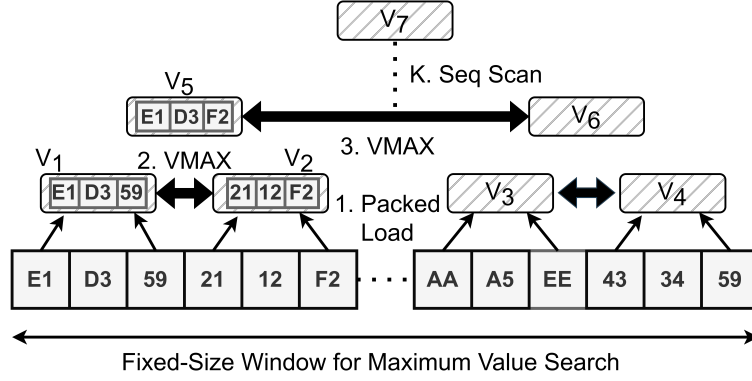 V7
K. Seq Scan
V5
E1 D3 F2
V6
3. VMAX
V1
2. VMAX
V2
E1 D3 59
21 12 F2
V3
V4
1. Packed
Load
E1 D3 59 21 12 F2 AA A5 EE 43 34 59
Fixed-Size Window for Maximum Value Search